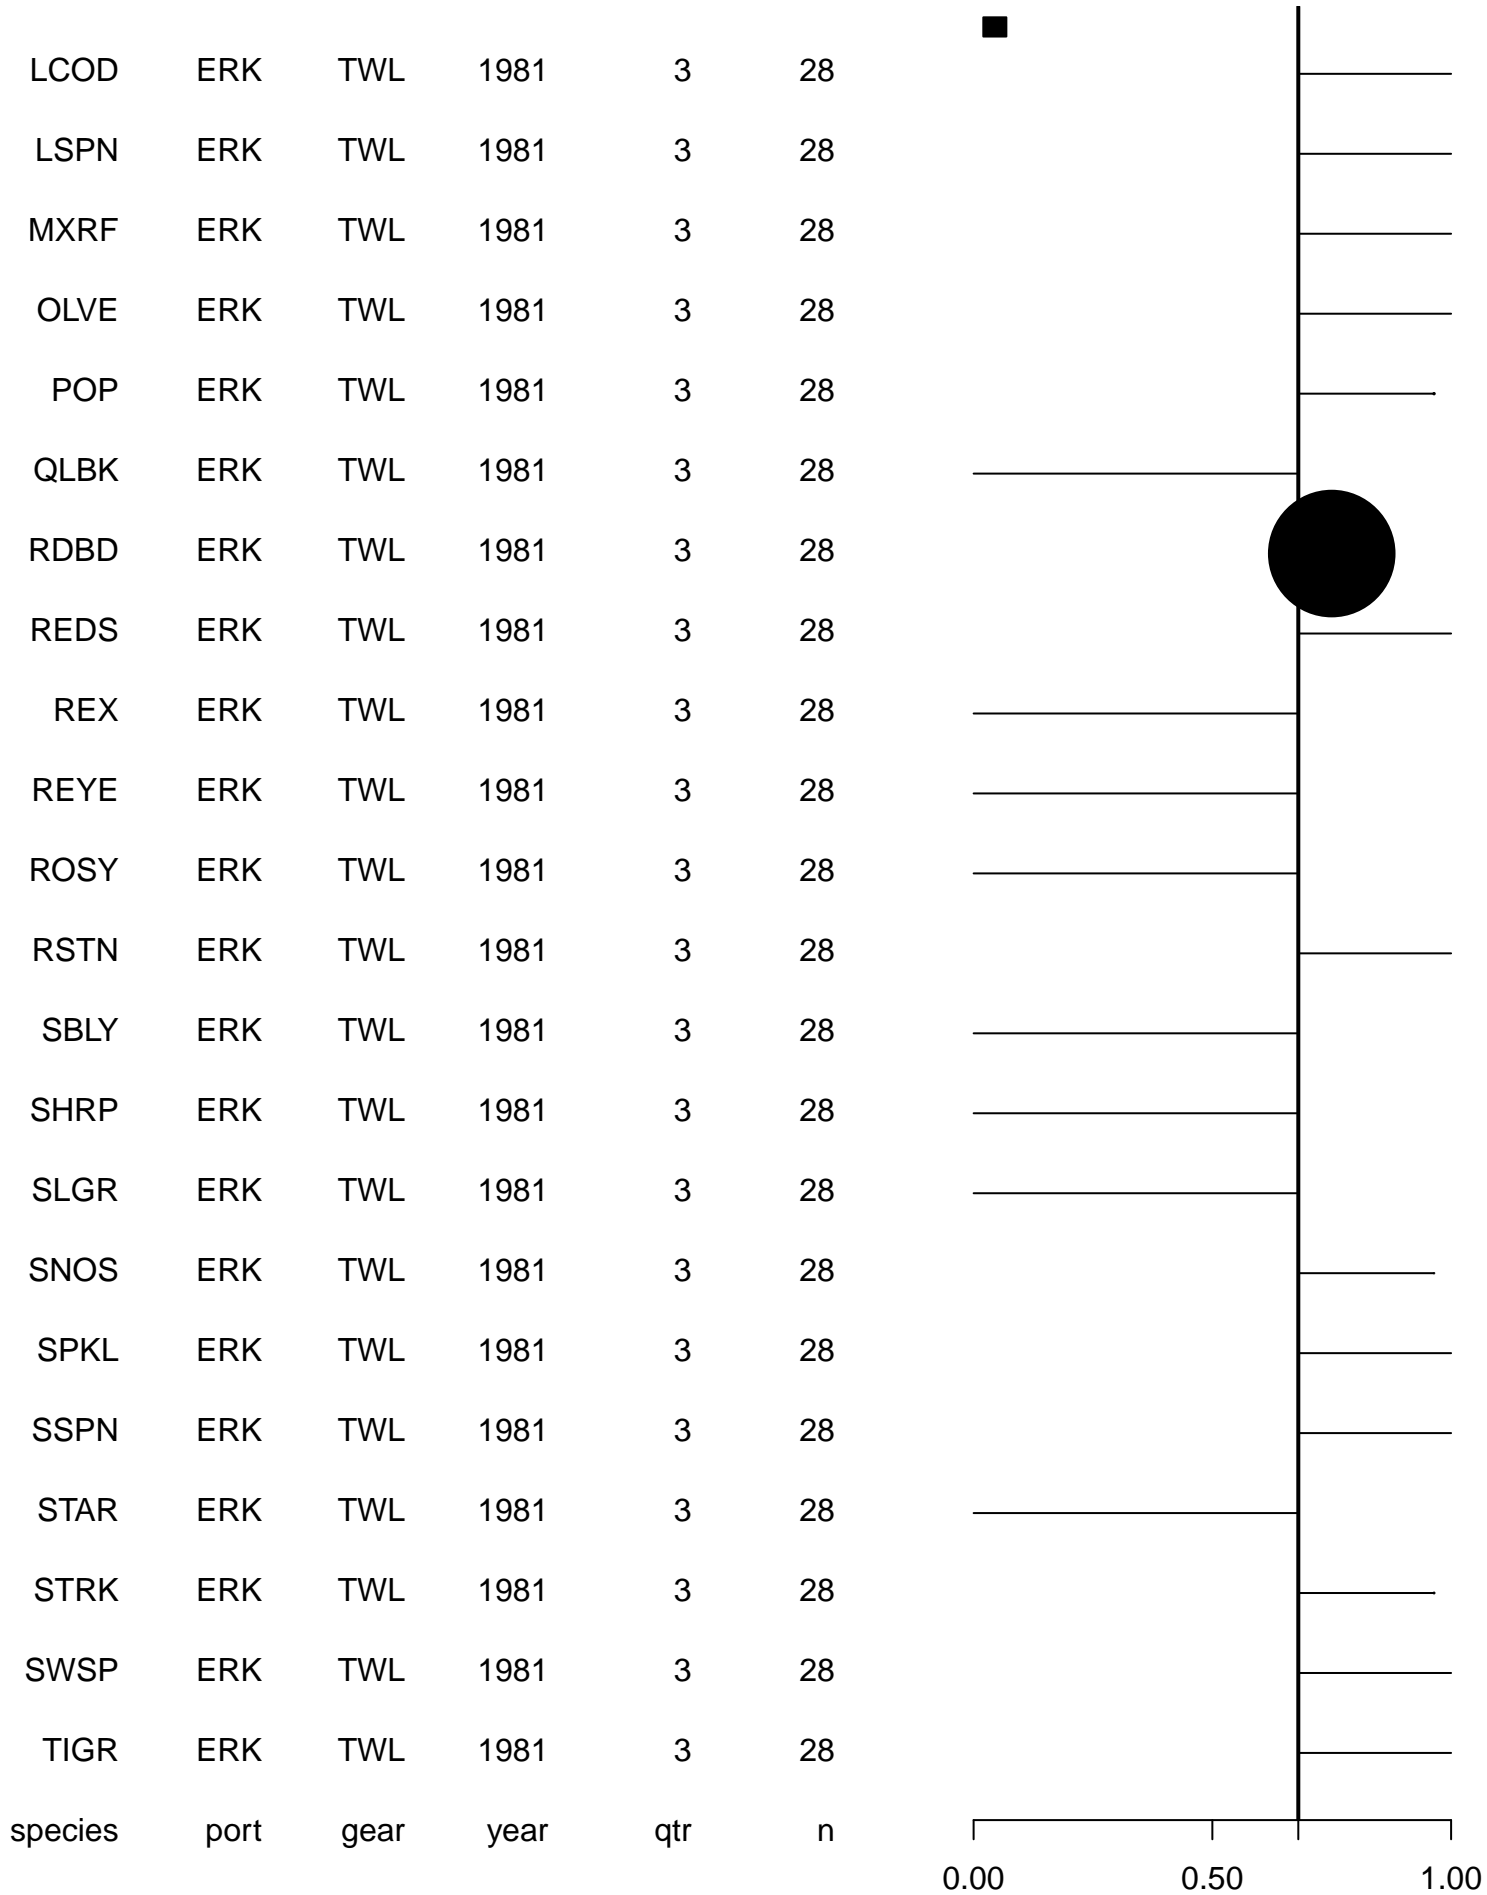 LCOD ERK TWL 1981 3 28
LSPN ERK TWL 1981 3 28
MXRF ERK TWL 1981 3 28
OLVE ERK TWL 1981 3 28
POP ERK TWL 1981 3 28
QLBK ERK TWL 1981 3 28
RDBD ERK TWL 1981 3 28
REDS ERK TWL 1981 3 28
REX ERK TWL 1981 3 28
REYE ERK TWL 1981 3 28
ROSY ERK TWL 1981 3 28
RSTN ERK TWL 1981 3 28
SBLY ERK TWL 1981 3 28
SHRP ERK TWL 1981 3 28
SLGR ERK TWL 1981 3 28
SNOS ERK TWL 1981 3 28
SPKL ERK TWL 1981 3 28
SSPN ERK TWL 1981 3 28
STAR ERK TWL 1981 3 28
STRK ERK TWL 1981 3 28
SWSP ERK TWL 1981 3 28
TIGR ERK TWL 1981 3 28
species port gear year qtr n
0.00 0.50 1.00